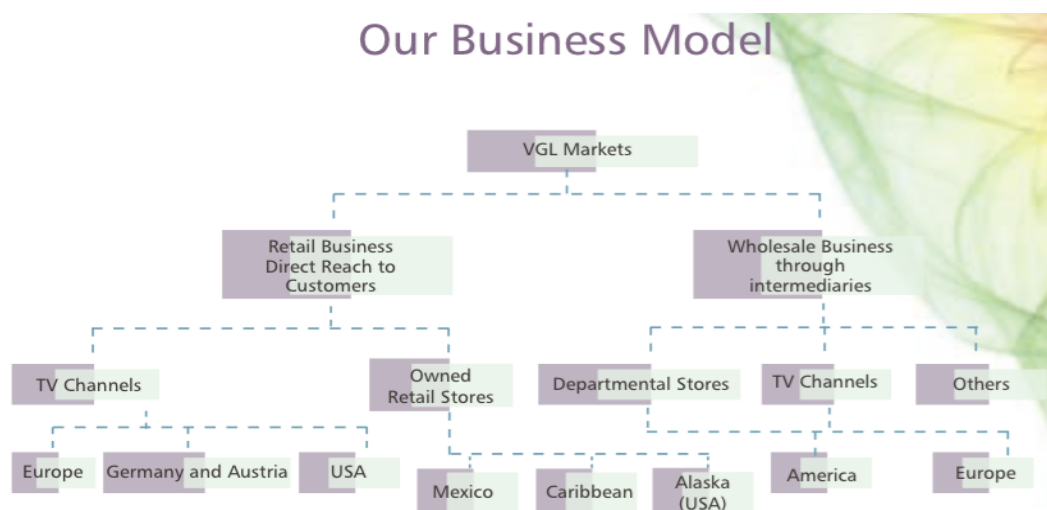 Our Business Model
VGL Markets
Retail Business
Direct Reach to
Customers
Wholesale Business
through
intermediaries
TV Channels
Owned
Retail Stores
Departmental Stores
TV Channels
Others
Europe
Germany and Austria
USA
Mexico
Caribbean
Alaska
(USA)
America
Europe